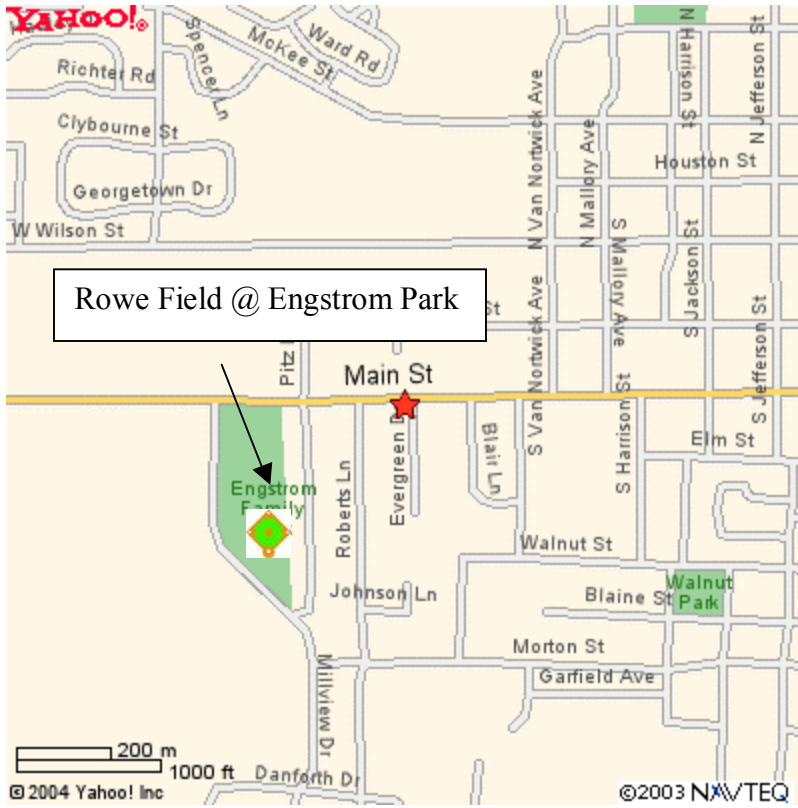 YAHOO!®
Spencer Ln
McKee St
Ward Rd
N Harrison St
N Jefferson St
Richter Rd
Clybourne St
N Van Nortwick Ave
N Mallory Ave
Houston St
Georgetown Dr
W Wilson St
S Mallory Ave
S Jackson St
Rowe Field @ Engstrom Park
St
S Van Nortwick Ave
S Jefferson St
Pitz
Main St
S Harrison St
Evergreen
Blair Ln
Elm St
Engstrom
Family
Roberts Ln
Walnut St
Johnson Ln
Blaine St
Walnut
Park
Morton St
Garfield Ave
Millview Dr
200 m
1000 ft
Danforth Dr
© 2004 Yahoo! Inc
©2003 NAVTEQ